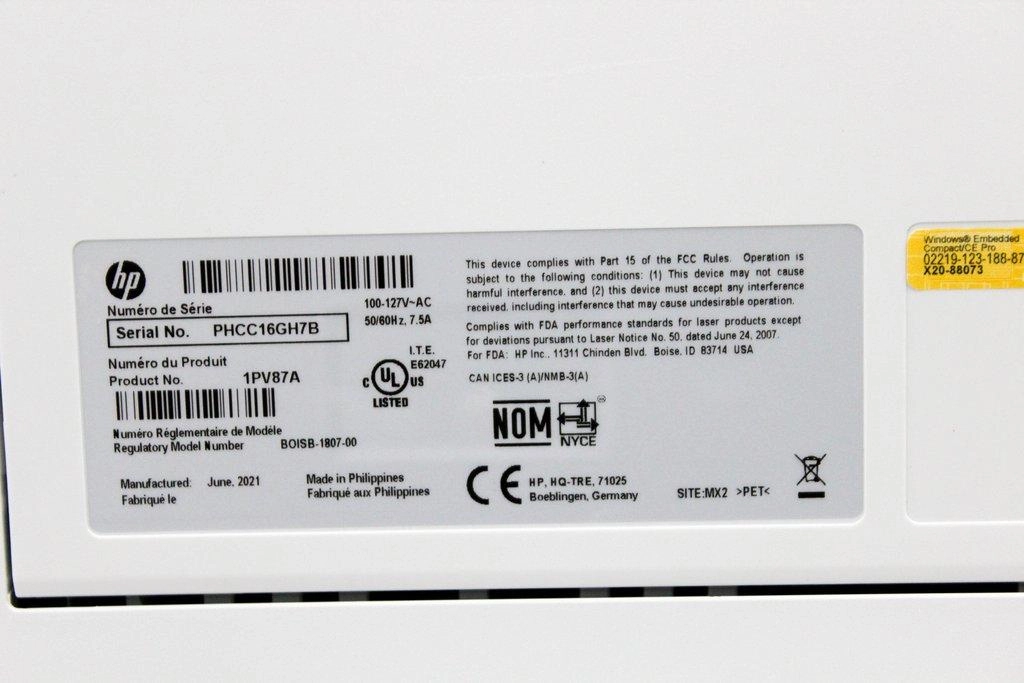 hp
Numéro de Série
Serial No. PHCC16GH7B
Numéro du Produit
Product No. 1PV87A
Numéro Réglementaire de Modèle
Regulatory Model Number BOISB-1807-00
Manufactured: June, 2021
Fabriqué le
Made in Philippines
Fabriqué aux Philippines
100-127V~AC
50/60Hz, 7.5A
I.T.E.
E62047
C UL US
LISTED
This device complies with Part 15 of the FCC Rules. Operation is
subject to the following conditions: (1) This device may not cause
harmful interference, and (2) this device must accept any interference
received, including interference that may cause undesirable operation.
Complies with FDA performance standards for laser products except
for deviations pursuant to Laser Notice No. 50, dated June 24, 2007.
For FDA: HP Inc., 11311 Chinden Blvd. Boise, ID 83714 USA
CAN ICES-3 (A)/NMB-3(A)
NOM
NYCE
CE
HP, HQ-TRE, 71025
Boeblingen, Germany
SITE:MX2 >PET<
Windows® Embedded
Compact/CE Pro
02219-123-188-87
X20-88073